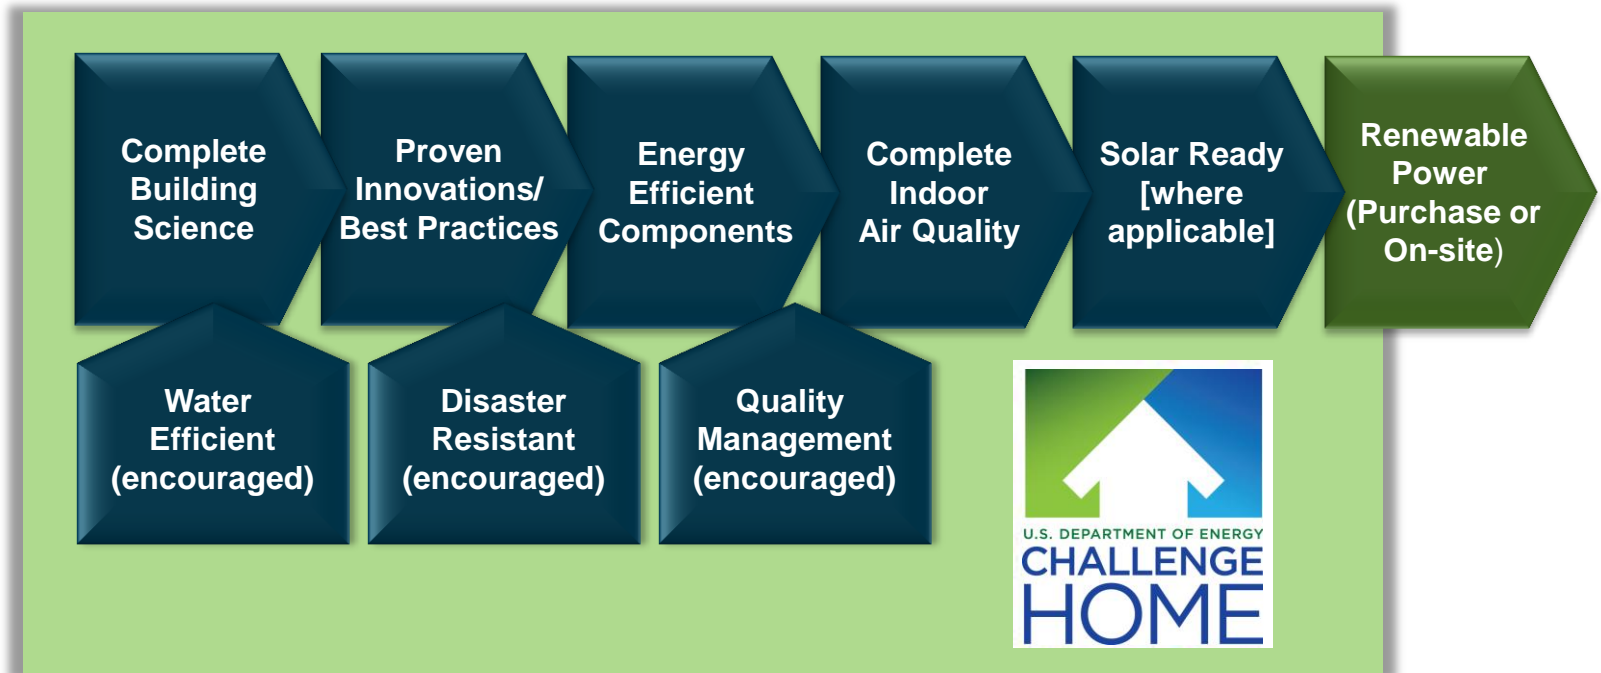 Complete
Building
Science
Proven
Innovations/
Best Practices
Energy
Efficient
Components
Complete
Indoor
Air Quality
Solar Ready
[where
applicable]
Renewable
Power
(Purchase or
On-site)
Water
Efficient
(encouraged)
Disaster
Resistant
(encouraged)
Quality
Management
(encouraged)
U.S. DEPARTMENT OF ENERGY
CHALLENGE
HOME